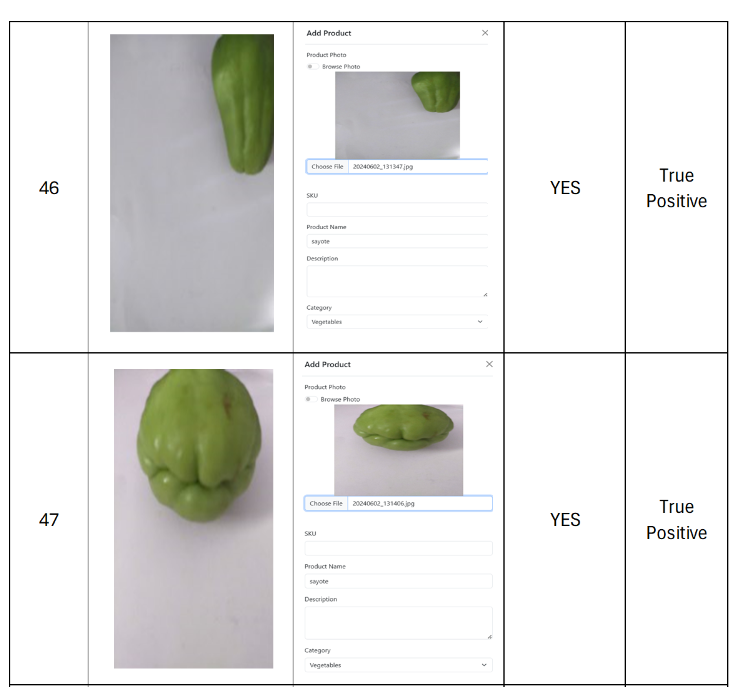 46
Add Product
Product Photo
Browse Photo
Choose File 20240602_131347.jpg
SKU
Product Name
sayote
Description
Category
Vegetables
YES
True
Positive
47
Add Product
Product Photo
Browse Photo
Choose File 20240602_131406.jpg
SKU
Product Name
sayote
Description
Category
Vegetables
YES
True
Positive